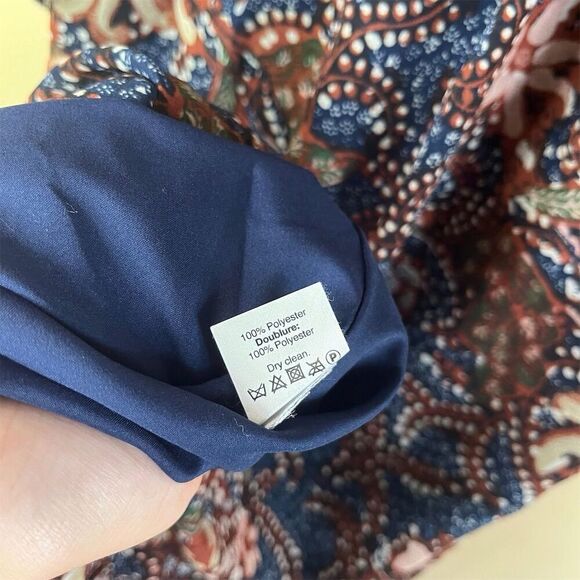 100% Polyester
Doublure:
100% Polyester
Dry clean.
P